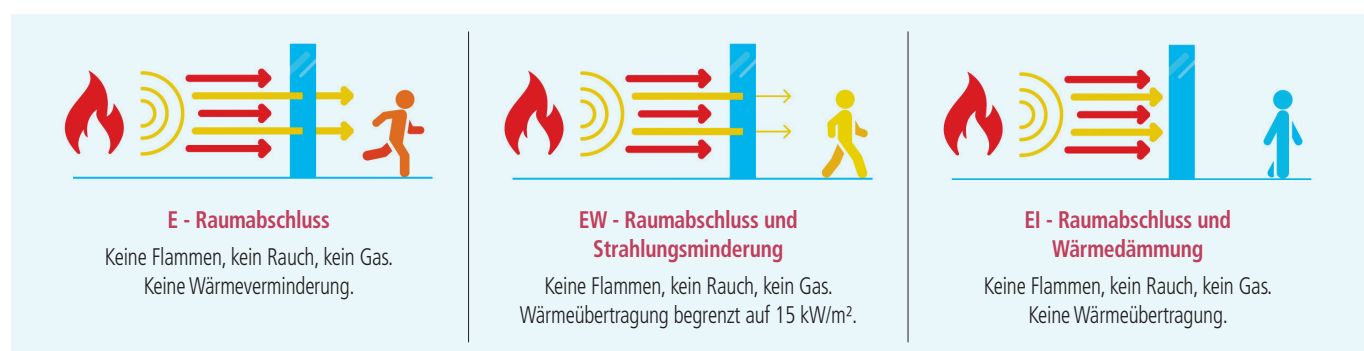 E - Raumabschluss
Keine Flammen, kein Rauch, kein Gas.
Keine Wärmeverminderung.
EW - Raumabschluss und
Strahlungsminderung
Keine Flammen, kein Rauch, kein Gas.
Wärmeübertragung begrenzt auf 15 kW/m².
EI - Raumabschluss und
Wärmedämmung
Keine Flammen, kein Rauch, kein Gas.
Keine Wärmeübertragung.